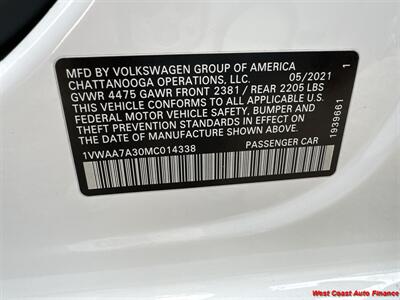 MFD BY VOLKSWAGEN GROUP OF AMERICA
CHATTANOOGA OPERATIONS, LLC. 05/2021
GVWR 4475 GAWR FRONT 2381 / REAR 2205 LBS
THIS VEHICLE CONFORMS TO ALL APPLICABLE
FEDERAL MOTOR VEHICLE SAFETY, BUMPER AND
THEFT PREVENTION STANDARDS IN EFFECT ON THE
DATE OF MANUFACTURE SHOWN ABOVE.
1VWAA7A30MC014338 PASSENGER CAR
1939661 1
West Coast Auto Finance